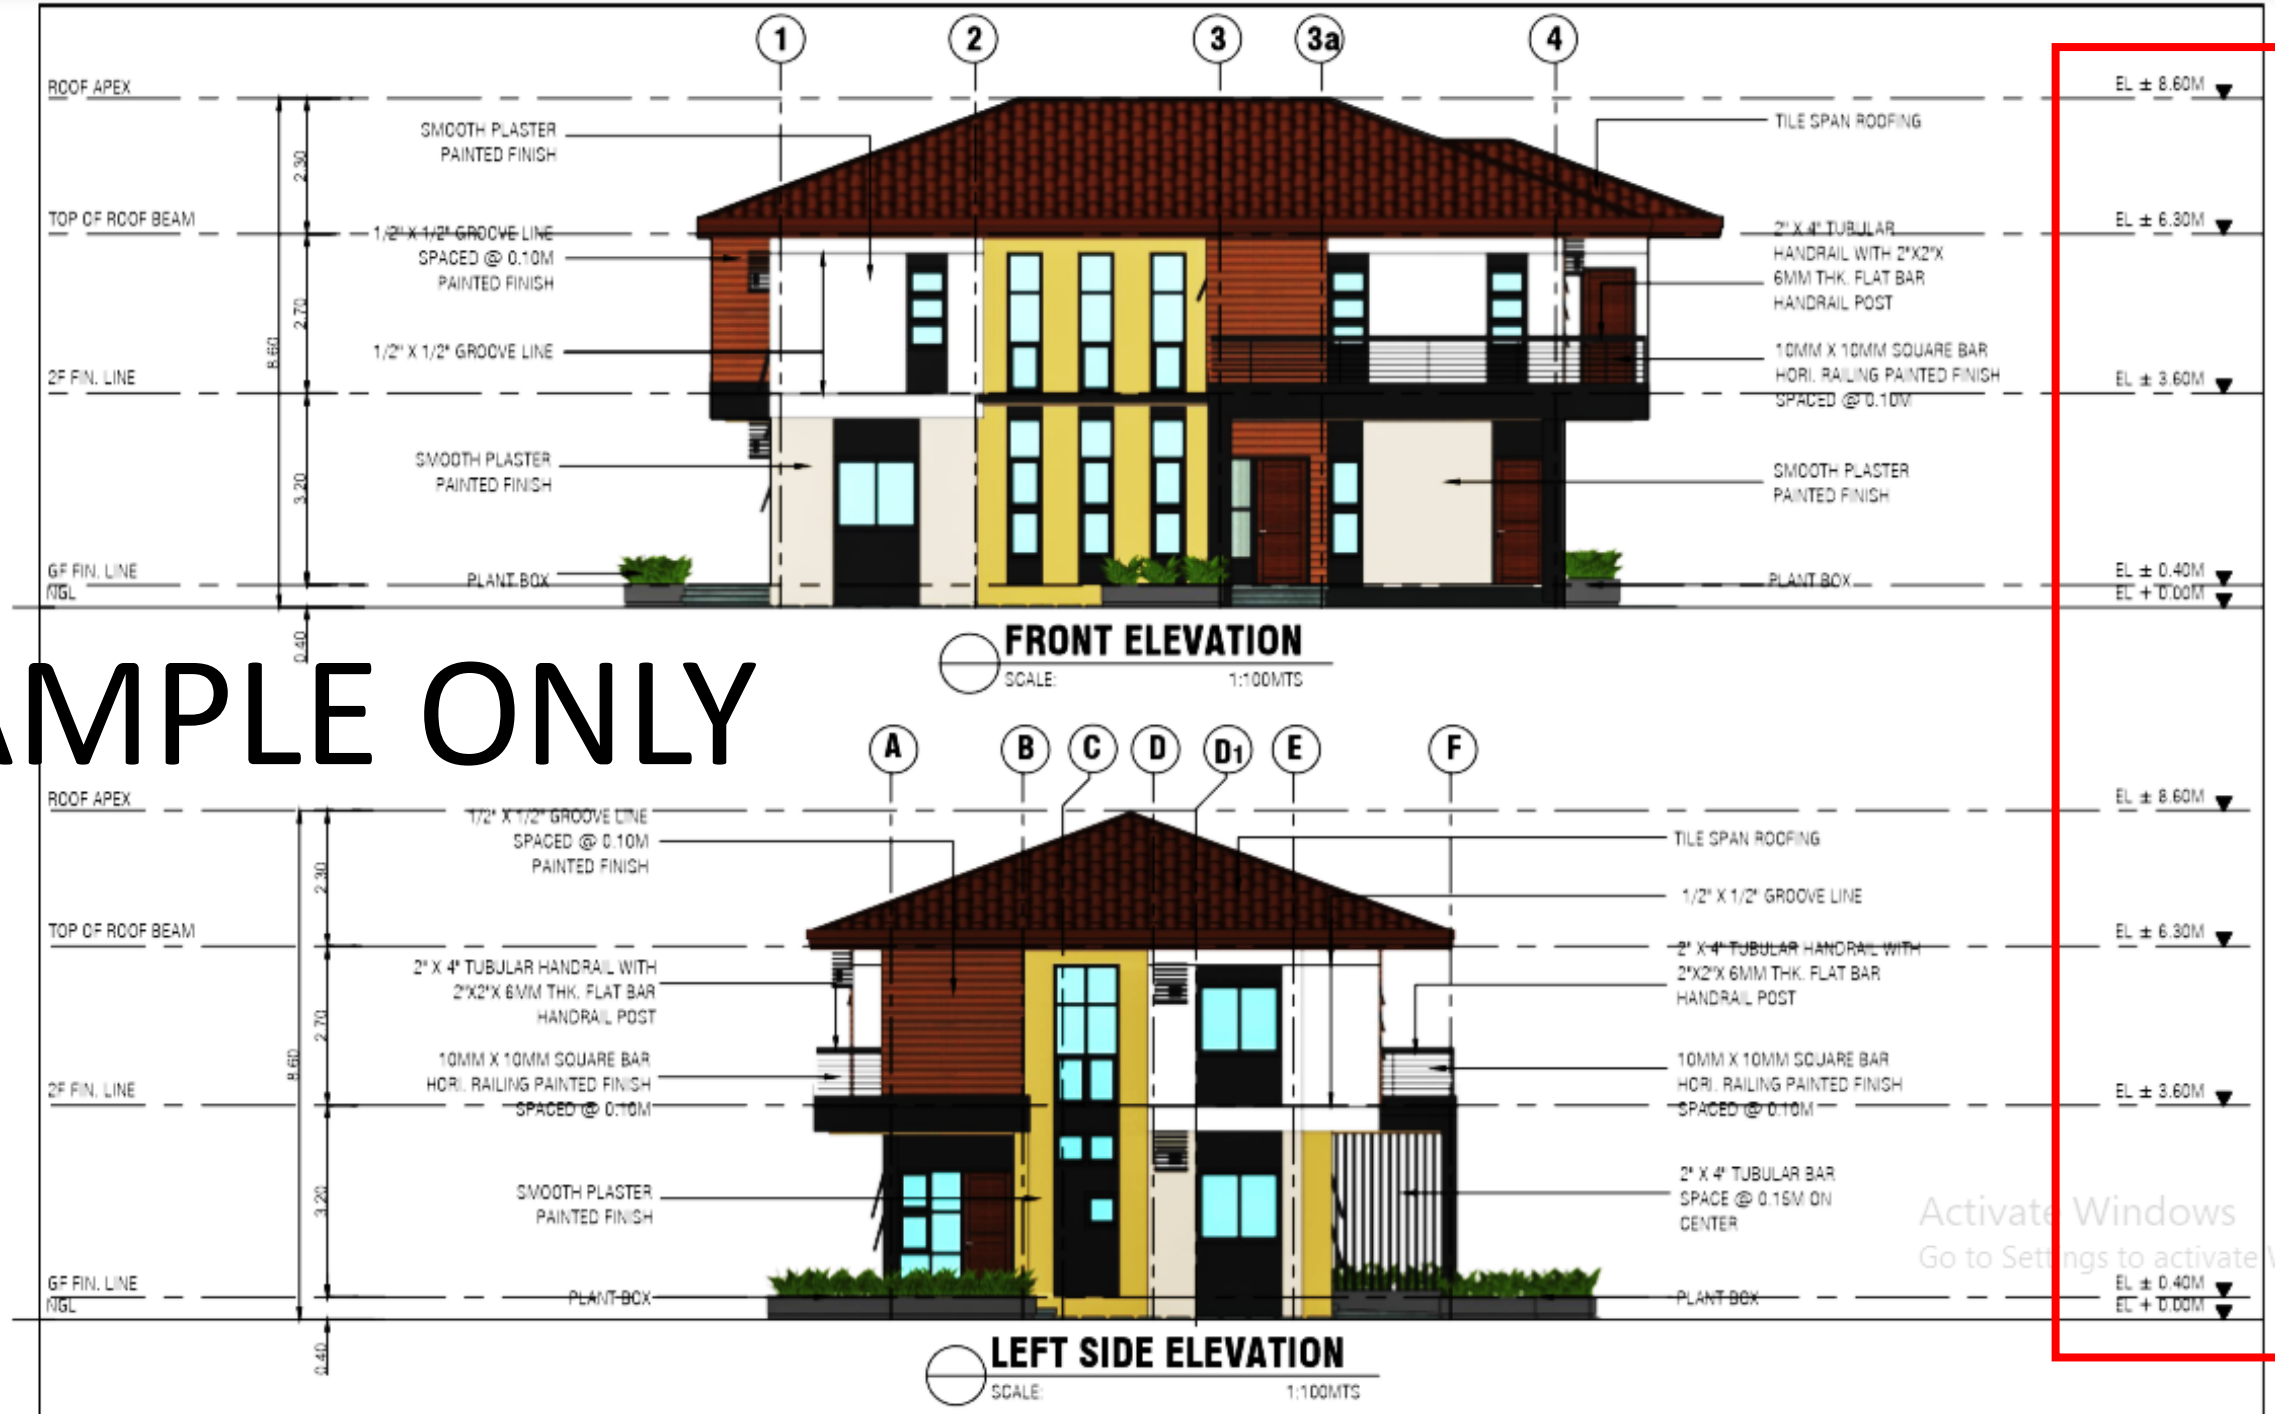 1 2 3 3a 4
ROOF APEX
EL ± 8.60M
SMOOTH PLASTER
PAINTED FINISH
TILE SPAN ROOFING
2.30
TOP OF ROOF BEAM
EL ± 6.30M
1/2" X 1/2" GROOVE LINE
SPACED @ 0.10M
PAINTED FINISH
2" X 4" TUBULAR
HANDRAIL WITH 2"X2"X
6MM THK. FLAT BAR
HANDRAIL POST
2.70
8.60
1/2" X 1/2" GROOVE LINE
10MM X 10MM SQUARE BAR
HORI. RAILING PAINTED FINISH
SPACED @ 0.10M
2F FIN. LINE
EL ± 3.60M
SMOOTH PLASTER
PAINTED FINISH
SMOOTH PLASTER
PAINTED FINISH
3.20
GF FIN. LINE
EL ± 0.40M
NGL
EL + 0.00M
PLANT BOX
PLANT BOX
0.40
FRONT ELEVATION
SCALE: 1:100MTS
AMPLE ONLY
A B C D D1 E F
ROOF APEX
EL ± 8.60M
1/2" X 1/2" GROOVE LINE
SPACED @ 0.10M
PAINTED FINISH
TILE SPAN ROOFING
2.30
1/2" X 1/2" GROOVE LINE
TOP OF ROOF BEAM
EL ± 6.30M
2" X 4" TUBULAR HANDRAIL WITH
2"X2"X 6MM THK. FLAT BAR
HANDRAIL POST
2" X 4" TUBULAR HANDRAIL WITH
2"X2"X 6MM THK. FLAT BAR
HANDRAIL POST
2.70
8.60
10MM X 10MM SQUARE BAR
HORI. RAILING PAINTED FINISH
SPACED @ 0.10M
10MM X 10MM SQUARE BAR
HORI. RAILING PAINTED FINISH
SPACED @ 0.10M
2F FIN. LINE
EL ± 3.60M
SMOOTH PLASTER
PAINTED FINISH
2" X 4" TUBULAR BAR
SPACE @ 0.15M ON
CENTER
3.20
Activate Windows
Go to Settings to activate W
GF FIN. LINE
EL ± 0.40M
NGL
EL + 0.00M
PLANT BOX
PLANT BOX
0.40
LEFT SIDE ELEVATION
SCALE: 1:100MTS